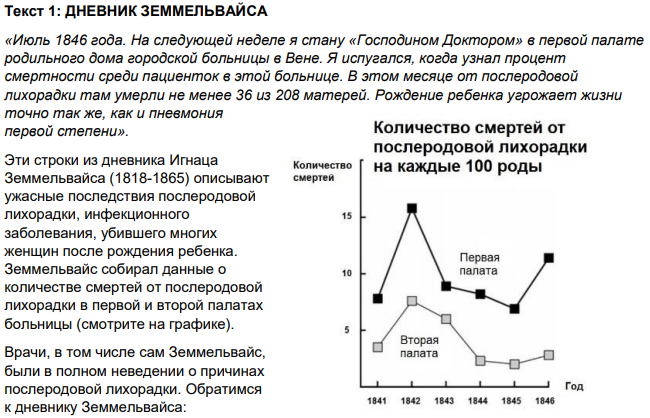 Текст 1: ДНЕВНИК ЗЕММЕЛЬВАЙСА
«Июль 1846 года. На следующей неделе я стану «Господином Доктором» в первой палате
родильного дома городской больницы в Вене. Я испугался, когда узнал процент
смертности среди пациенток в этой больнице. В этом месяце от послеродовой
лихорадки там умерли не менее 36 из 208 матерей. Рождение ребенка угрожает жизни
точно так же, как и пневмония
первой степени».
Эти строки из дневника Игнаца
Земмельвайса (1818-1865) описывают
ужасные последствия послеродовой
лихорадки, инфекционного
заболевания, убившего многих
женщин после рождения ребенка.
Земмельвайс собирал данные о
количестве смертей от послеродовой
лихорадки в первой и второй палатах
больницы (смотрите на графике).
Врачи, в том числе сам Земмельвайс,
были в полном неведении о причинах
послеродовой лихорадки. Обратимся
к дневнику Земмельвайса:
Количество смертей от
послеродовой лихорадки
на каждые 100 роды
Количество
смертей
15
10
5
Первая
палата
Вторая
палата
Год
1841 1842 1843 1844 1845 1846